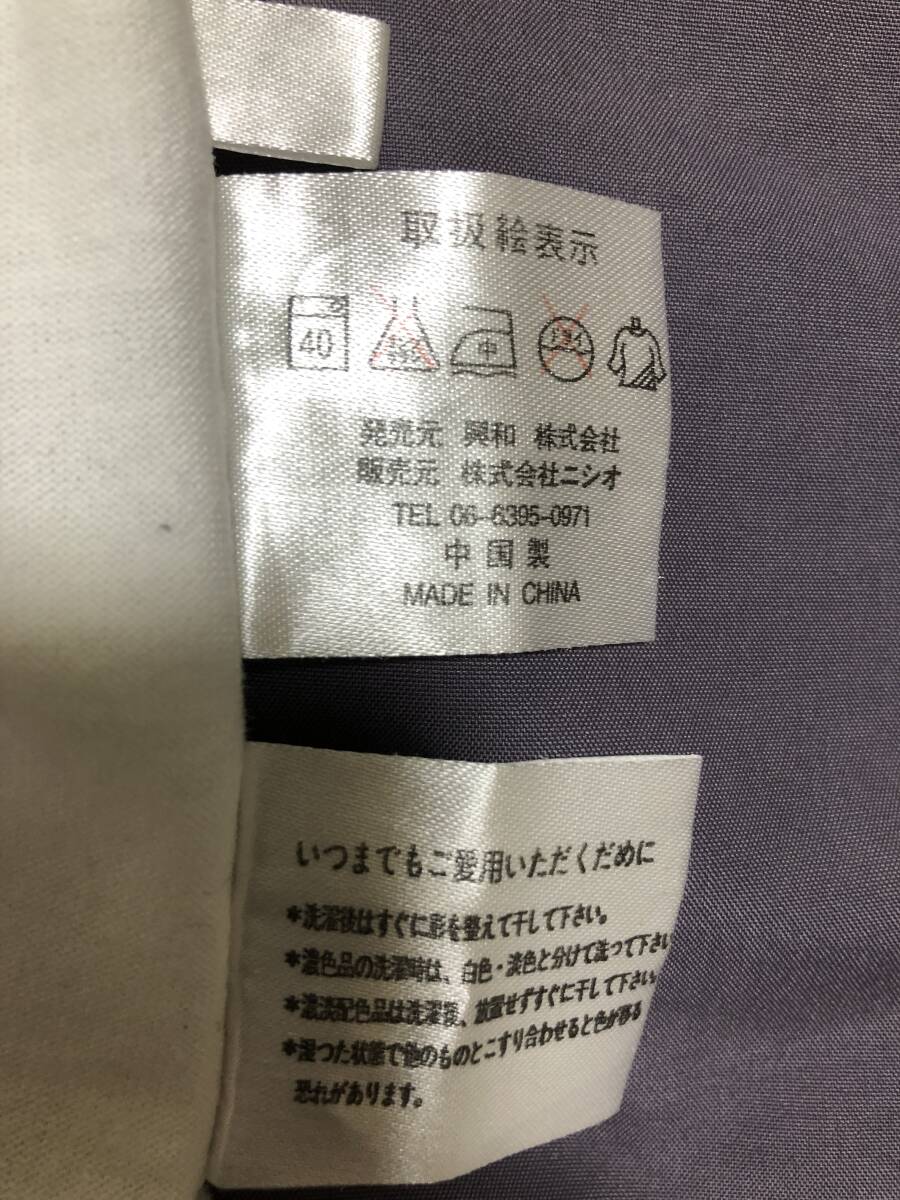 取扱絵表示
40 中
発売元 興和 株式会社
販売元 株式会社ニシオ
TEL 06-6395-0971
中国製
MADE IN CHINA
いつまでもご愛用いただくだめに
*洗濯後はすぐに形を整えて干して下さい。
*濃色品の洗濯時は、白色・淡色と分けて洗って下さい
*濃淡配色品は洗濯後、放置せずすぐに干して下さい。
*湿つた状態で他のものとこすり合わせると色が移る
恐れがあります。